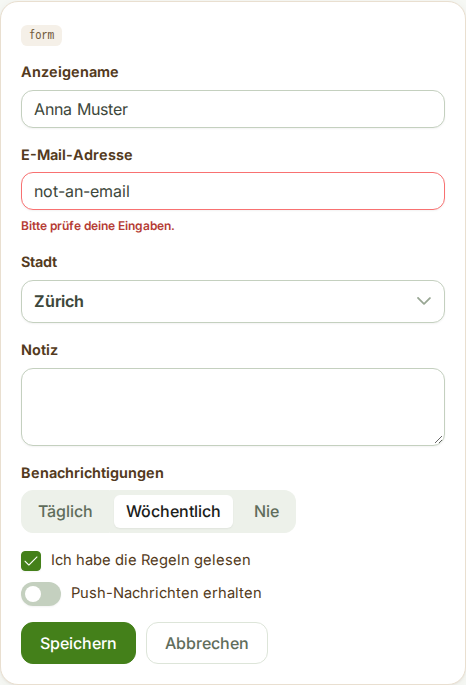 form
Anzeigename
Anna Muster
E-Mail-Adresse
not-an-email
Bitte prüfe deine Eingaben.
Stadt
Zürich
Notiz
Benachrichtigungen
Täglich Wöchentlich Nie
Ich habe die Regeln gelesen
Push-Nachrichten erhalten
Speichern Abbrechen